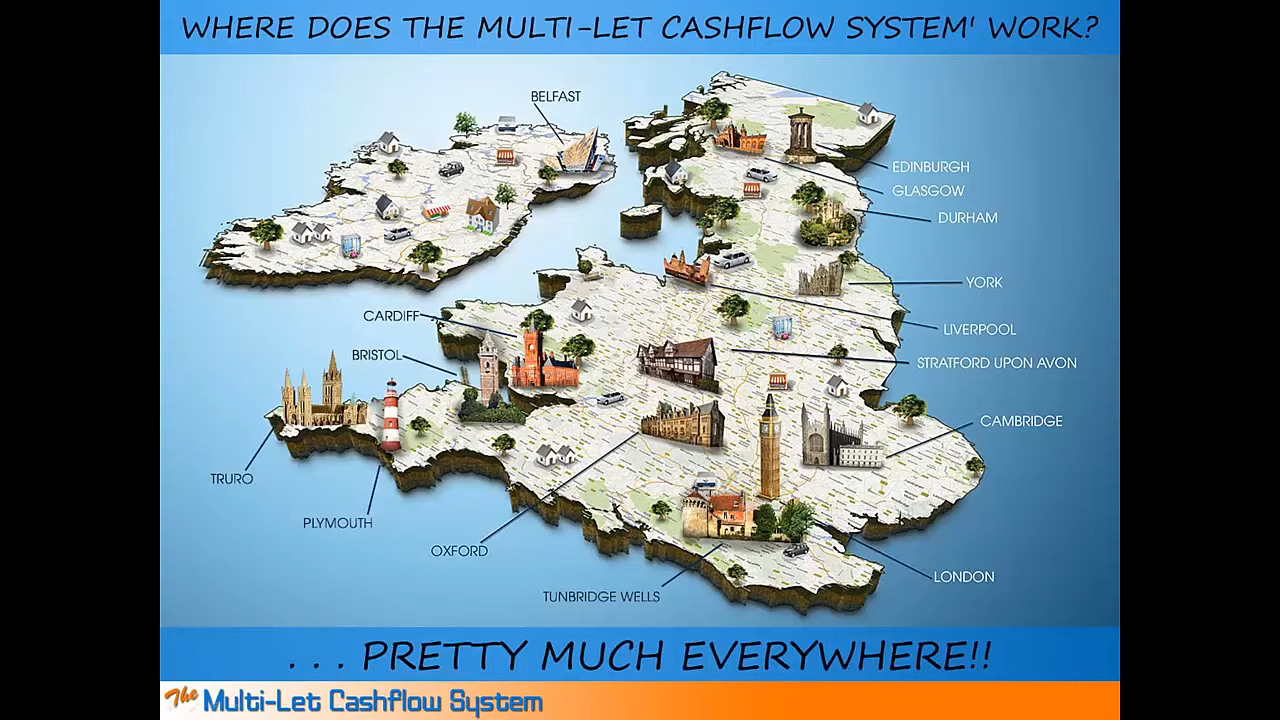 WHERE DOES THE MULTI-LET CASHFLOW SYSTEM' WORK?
BELFAST
EDINBURGH
GLASGOW
DURHAM
YORK
CARDIFF
LIVERPOOL
BRISTOL
STRATFORD UPON AVON
CAMBRIDGE
TRURO
PLYMOUTH
OXFORD
LONDON
TUNBRIDGE WELLS
. . . PRETTY MUCH EVERYWHERE!!
The Multi-Let Cashflow System